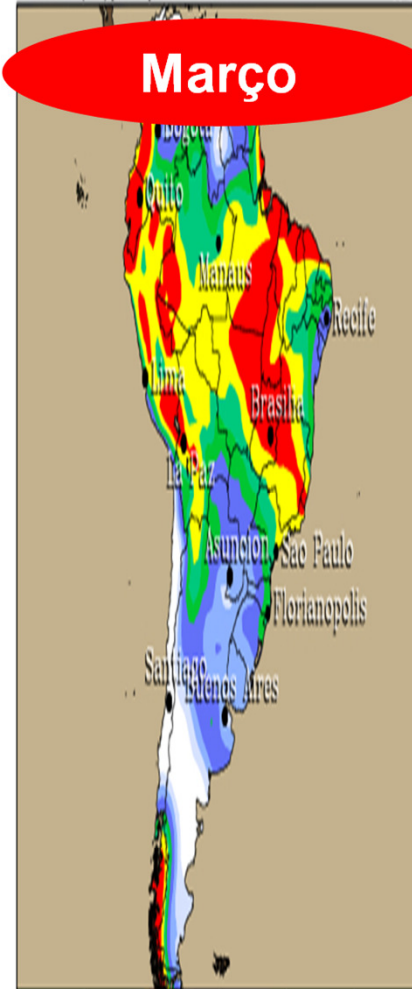 Março
Bogota
Quito
Manaus
Recife
Lima
Brasilia
La Paz
Asuncion
Sao Paulo
Florianopolis
Santiago
Buenos Aires